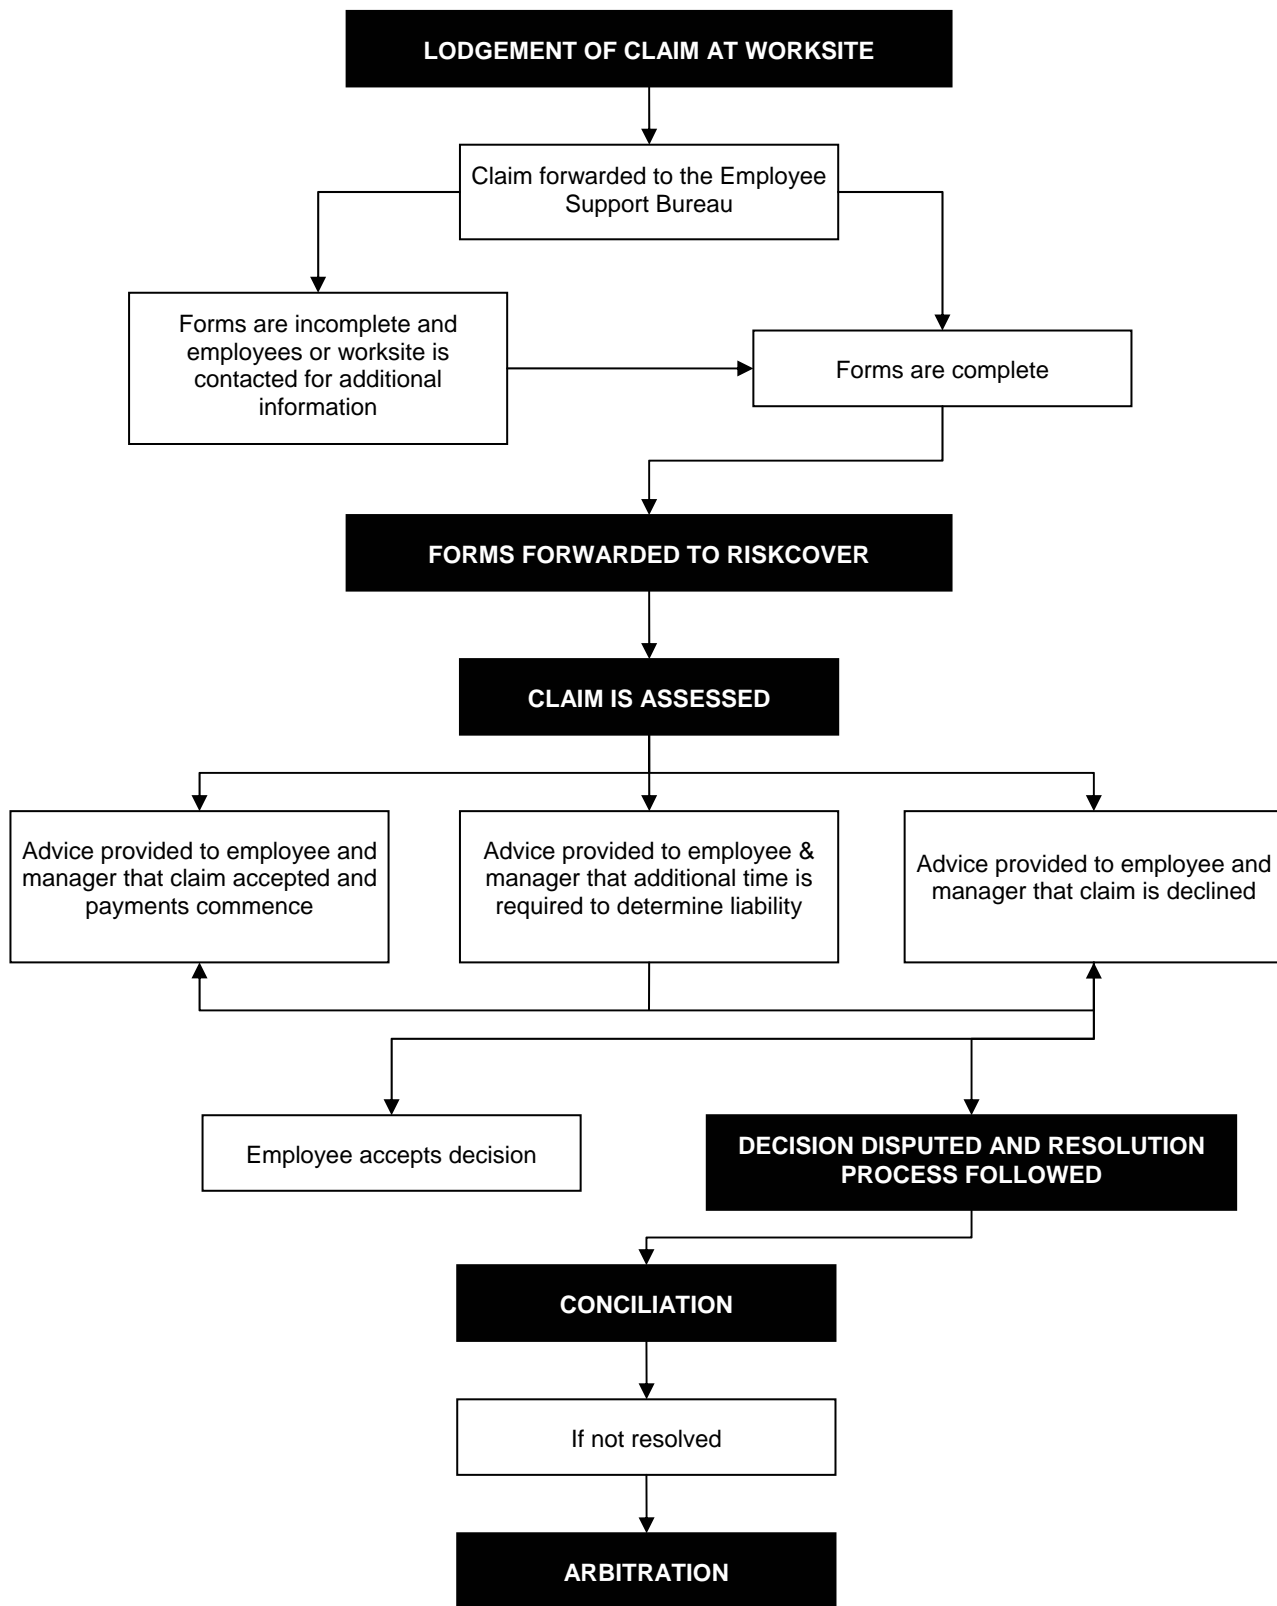 LODGEMENT OF CLAIM AT WORKSITE
Claim forwarded to the Employee
Support Bureau
Forms are incomplete and
employees or worksite is
contacted for additional
information
Forms are complete
FORMS FORWARDED TO RISKCOVER
CLAIM IS ASSESSED
Advice provided to employee and
manager that claim accepted and
payments commence
Advice provided to employee &
manager that additional time is
required to determine liability
Advice provided to employee and
manager that claim is declined
Employee accepts decision
DECISION DISPUTED AND RESOLUTION
PROCESS FOLLOWED
CONCILIATION
If not resolved
ARBITRATION